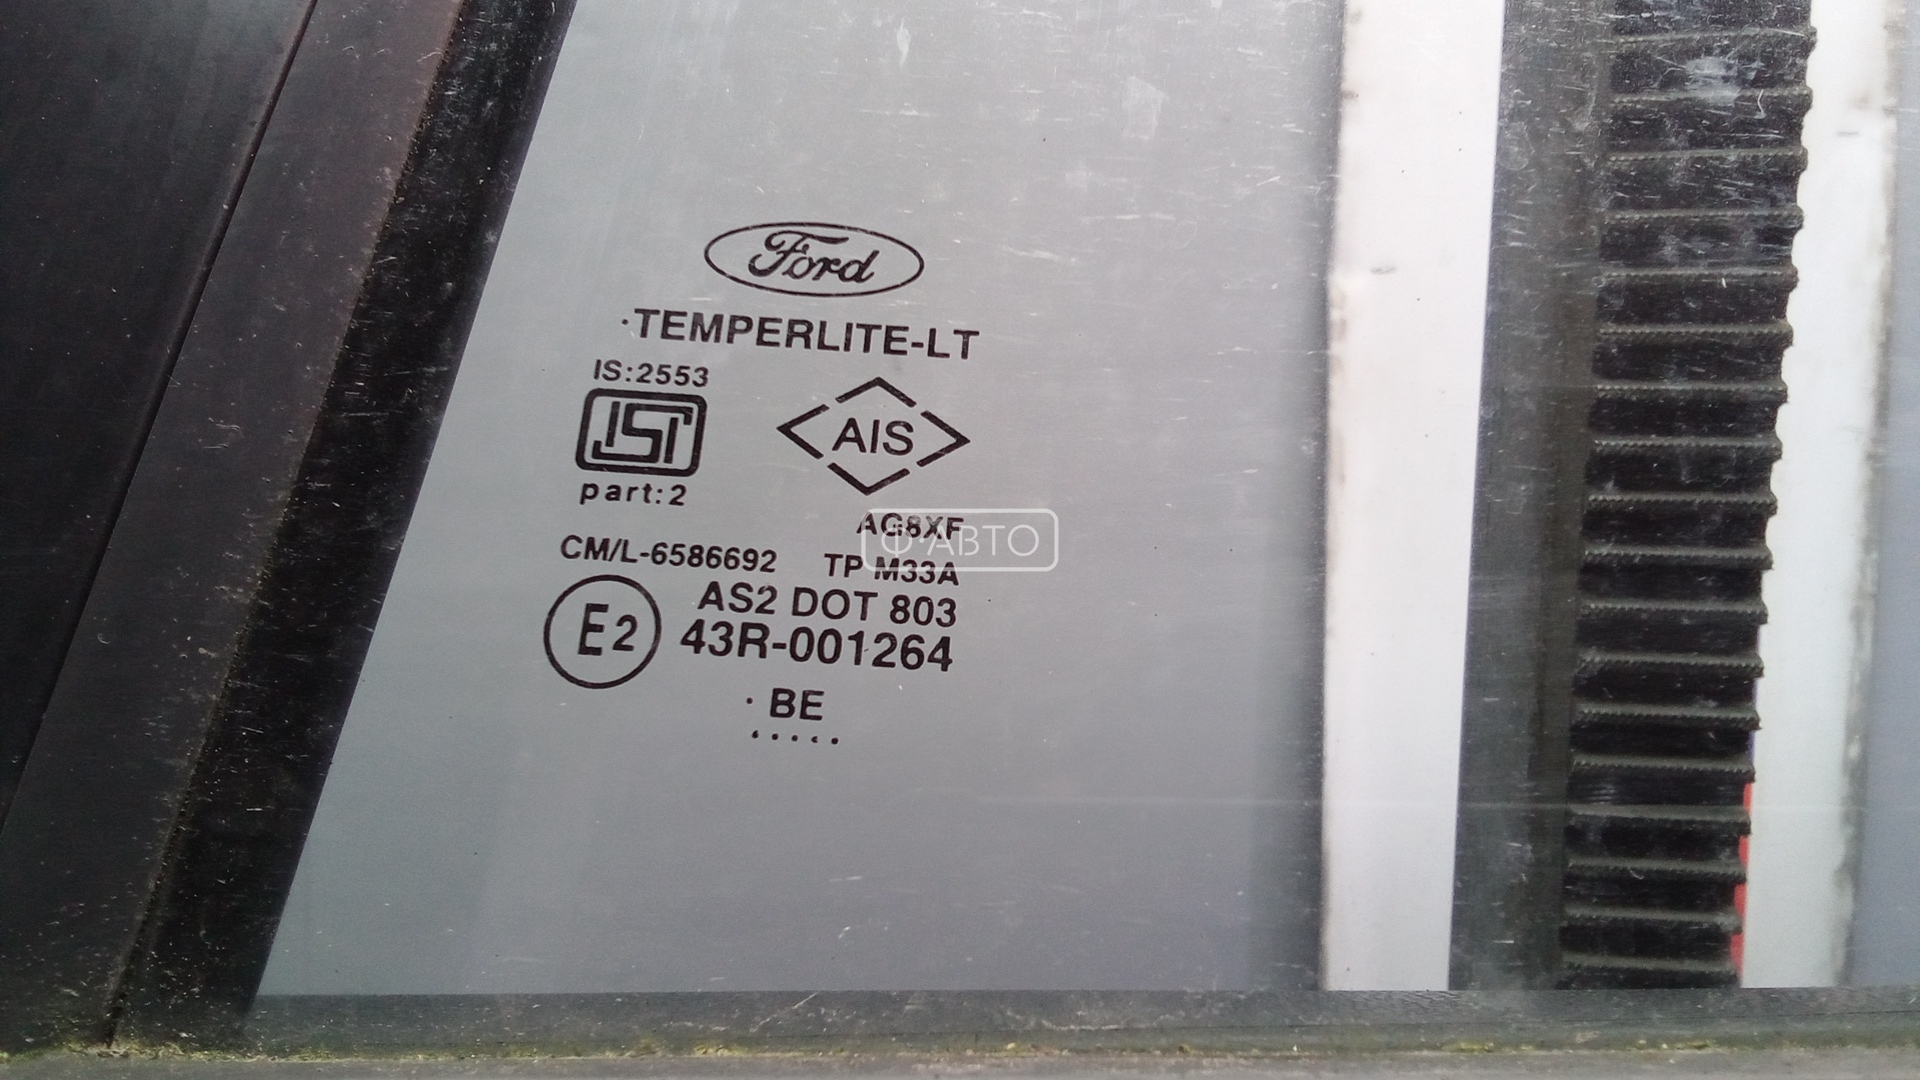 Ford
·TEMPERLITE-LT
IS:2553
ISI
part:2
AIS
AG8XF
CM/L-6586692 TP M33A
AS2 DOT 803
E2 43R-001264
· BE
.....
Ф·АВТО